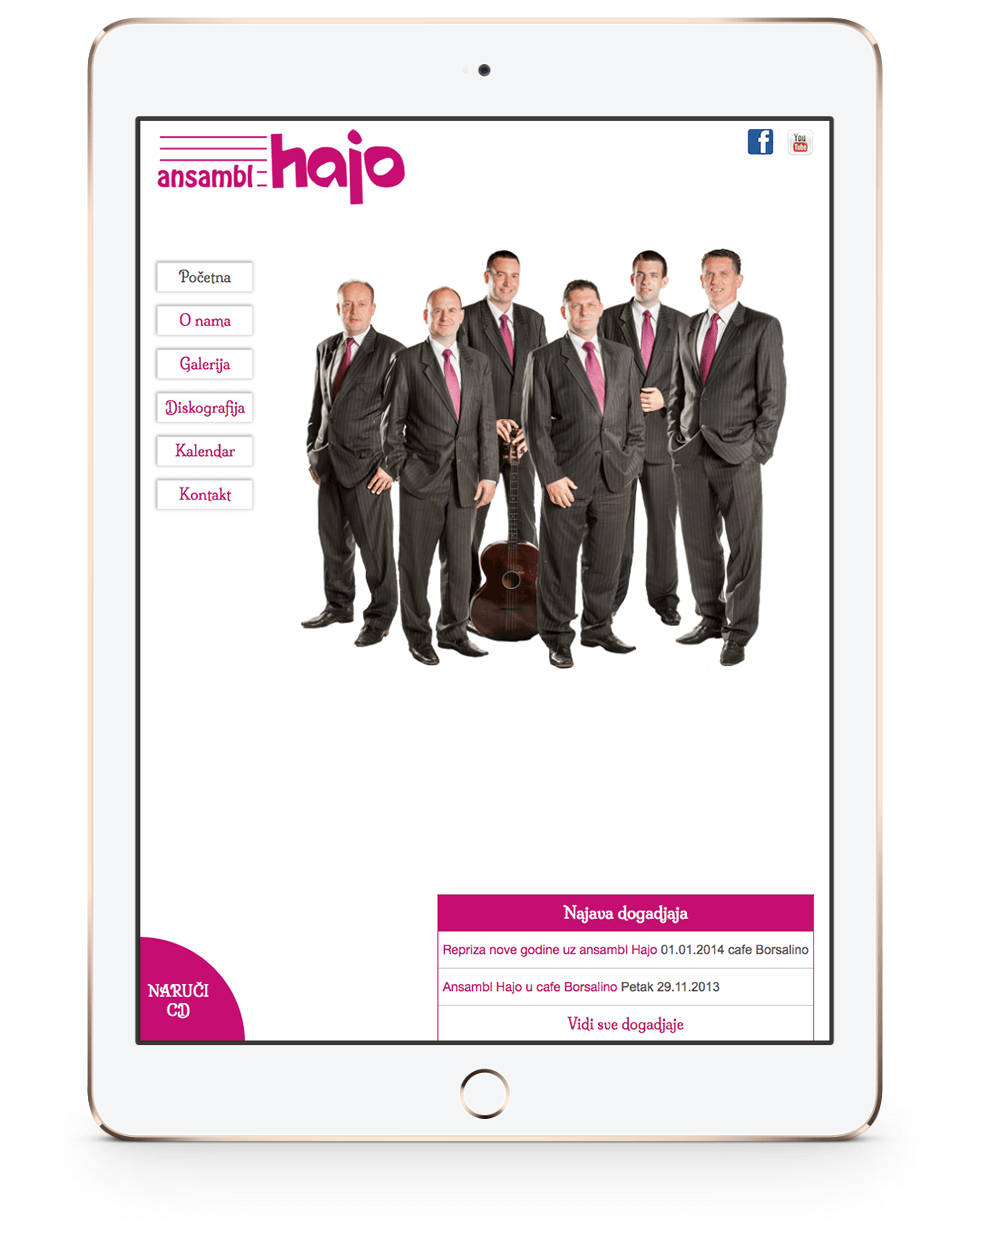 ansambl hajo
You
Tube
Početna
O nama
Galerija
Diskografija
Kalendar
Kontakt
Najava dogadjaja
Repriza nove godine uz ansambl Hajo 01.01.2014 cafe Borsalino
Ansambl Hajo u cafe Borsalino Petak 29.11.2013
Vidi sve dogadjaje
NARUČI
CD